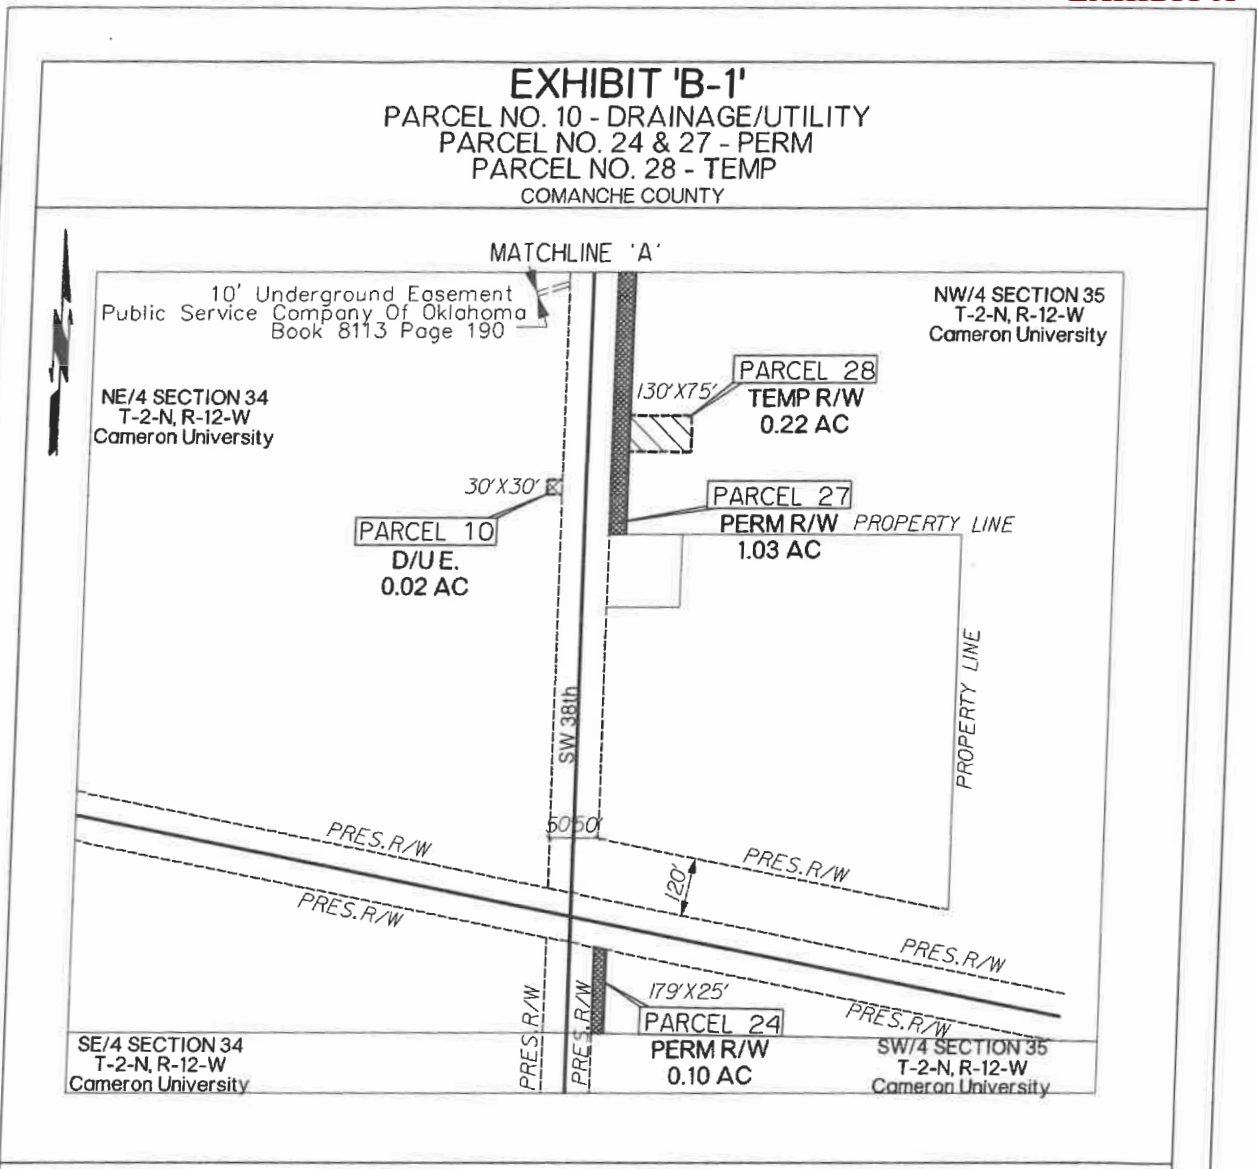 EXHIBIT 'B-1'
PARCEL NO. 10 - DRAINAGE/UTILITY
PARCEL NO. 24 & 27 - PERM
PARCEL NO. 28 - TEMP
COMANCHE COUNTY
MATCHLINE 'A'
10' Underground Easement
Public Service Company Of Oklahoma
Book 8113 Page 190
NW/4 SECTION 35
T-2-N, R-12-W
Cameron University
NE/4 SECTION 34
T-2-N, R-12-W
Cameron University
130'X75'
PARCEL 28
TEMP R/W
0.22 AC
30'X30'
PARCEL 10
D/U E.
0.02 AC
PARCEL 27
PERM R/W
1.03 AC
PROPERTY LINE
PROPERTY LINE
SW 38th
50'50'
PRES. R/W
PRES. R/W
120'
PRES. R/W
PRES. R/W
PRES. R/W
PRES. R/W
PRES. R/W
179'X25'
PARCEL 24
PERM R/W
0.10 AC
SE/4 SECTION 34
T-2-N, R-12-W
Cameron University
SW/4 SECTION 35
T-2-N, R-12-W
Cameron University